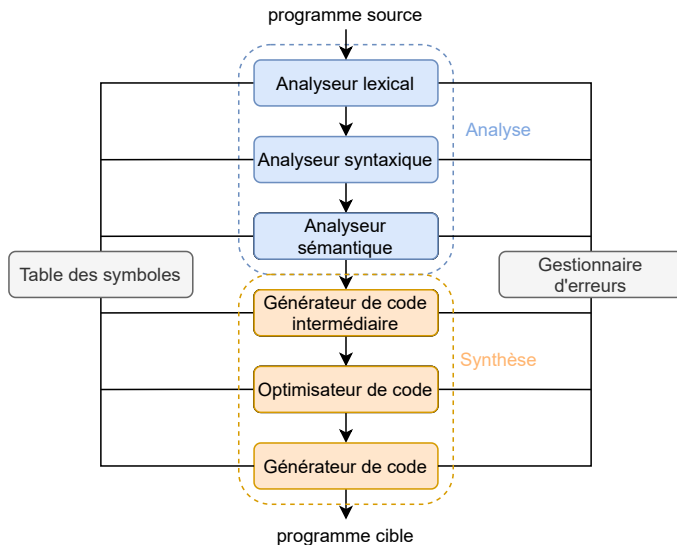 programme source
Analyseur lexical
Analyse
Analyseur syntaxique
Analyseur
sémantique
Table des symboles
Gestionnaire
d'erreurs
Générateur de code
intermédiaire
Synthèse
Optimisateur de code
Générateur de code
programme cible